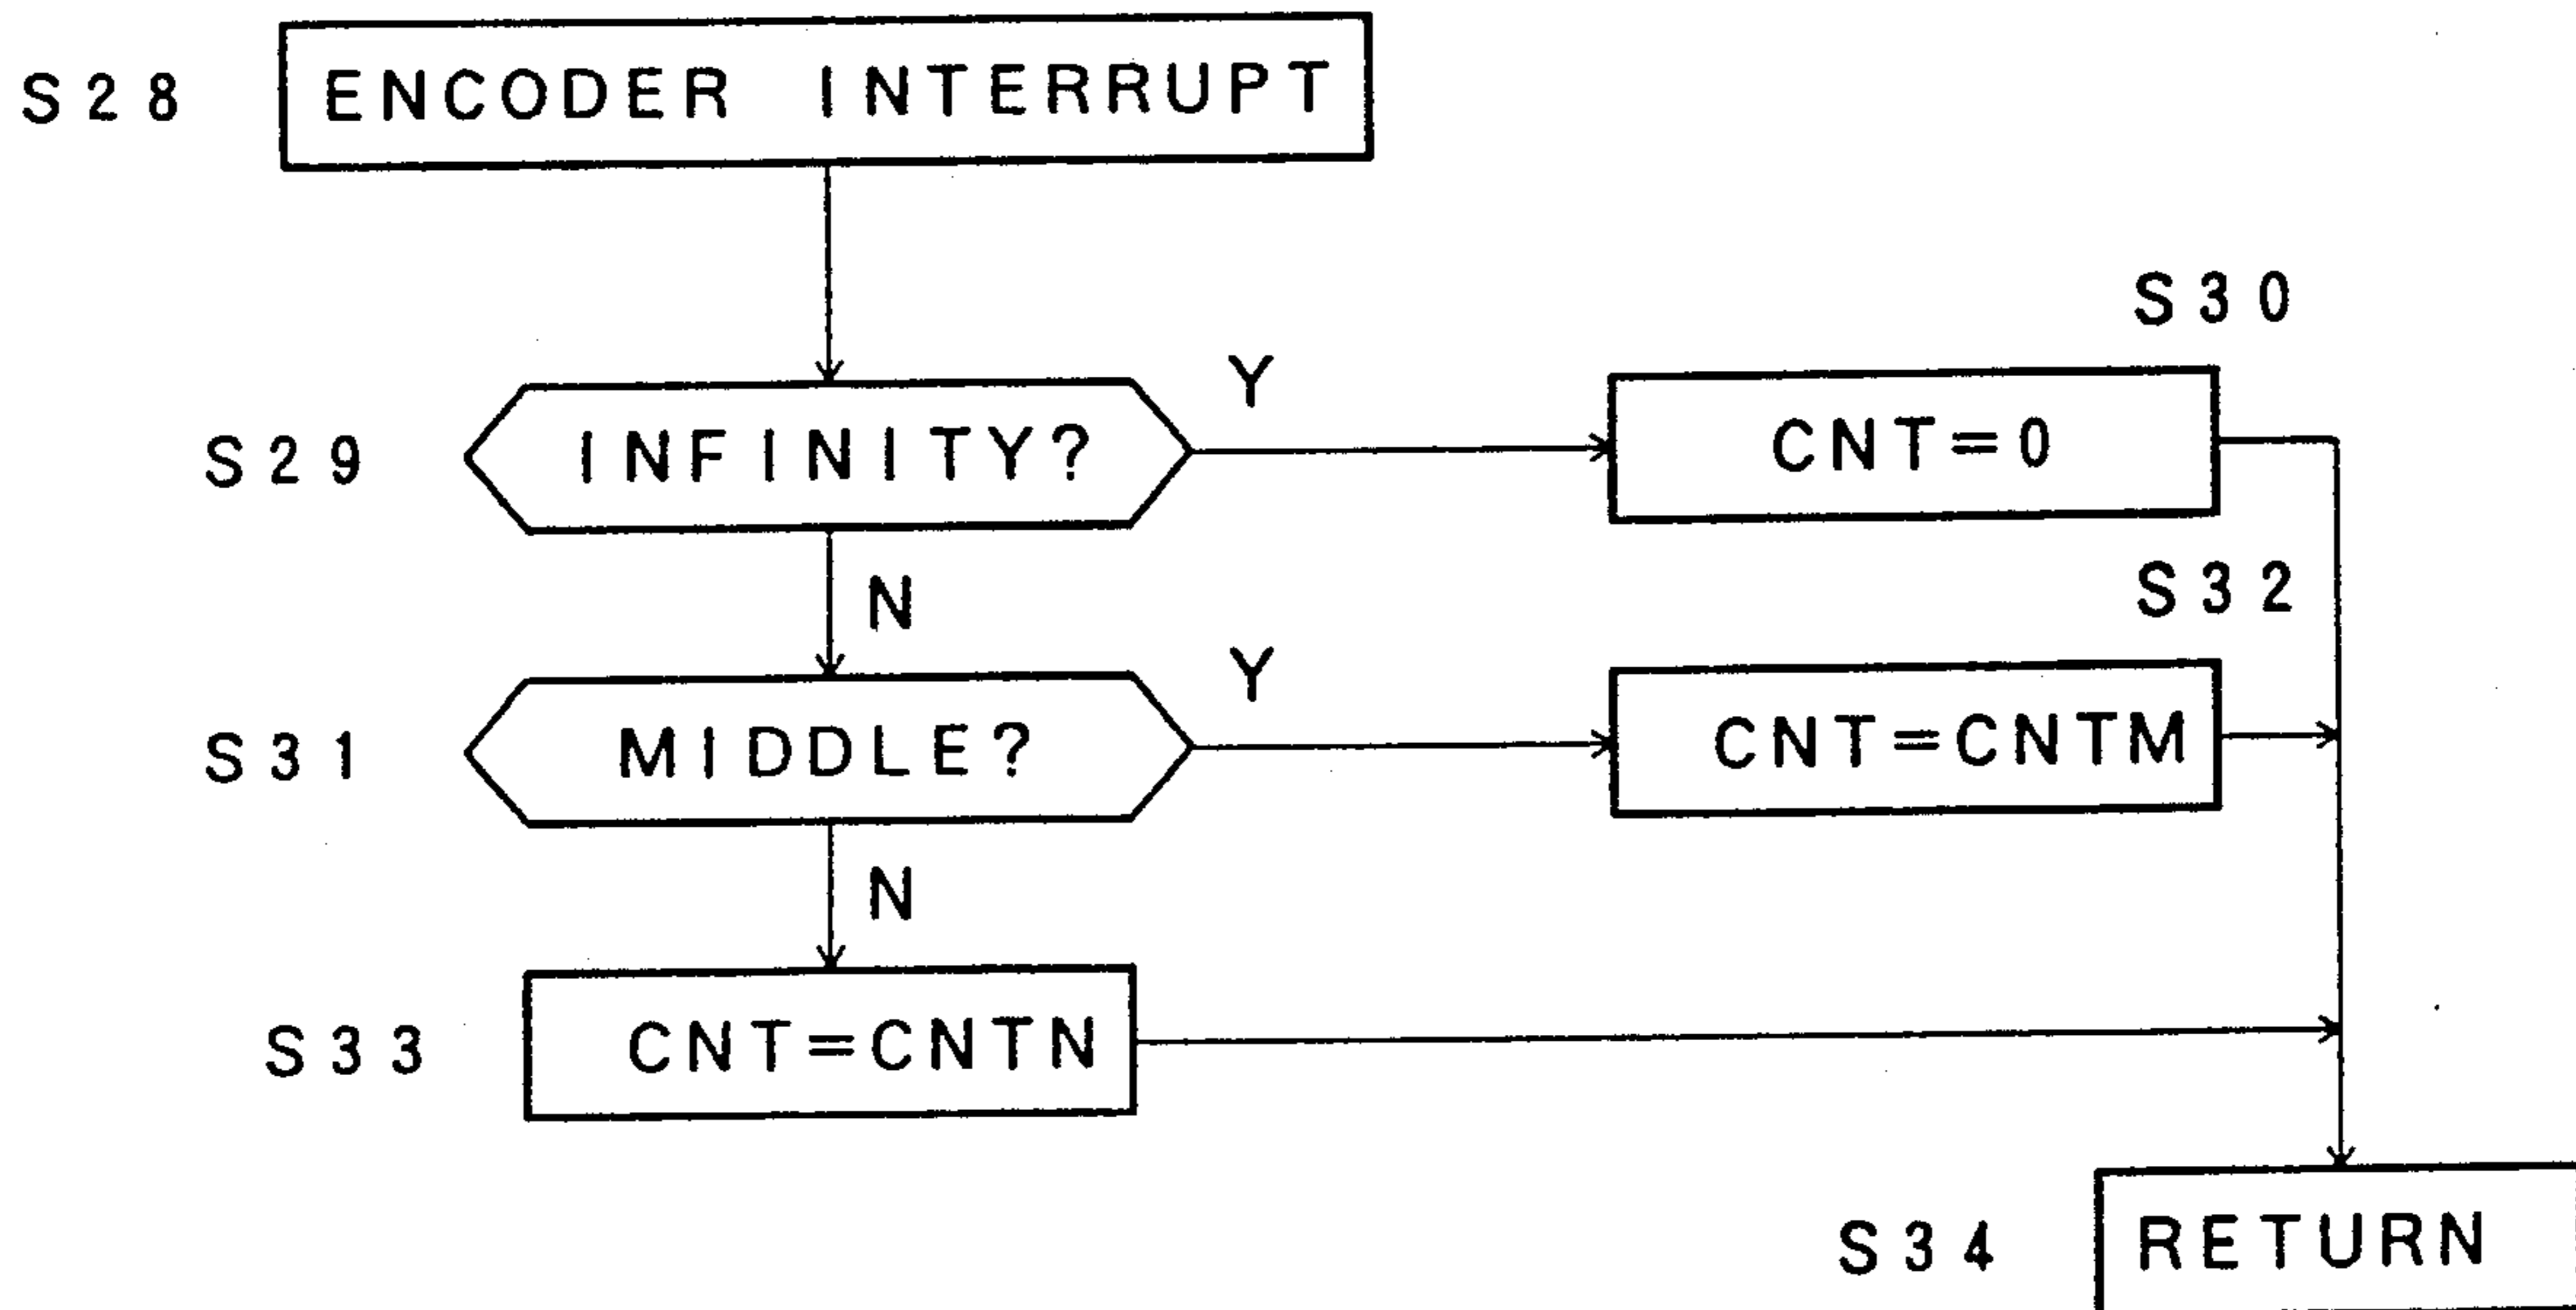 S28 ENCODER INTERRUPT
S30
S29 INFINITY? Y CNT=0
N
S32
S31 MIDDLE? Y CNT=CNTM
N
S33 CNT=CNTN
S34 RETURN